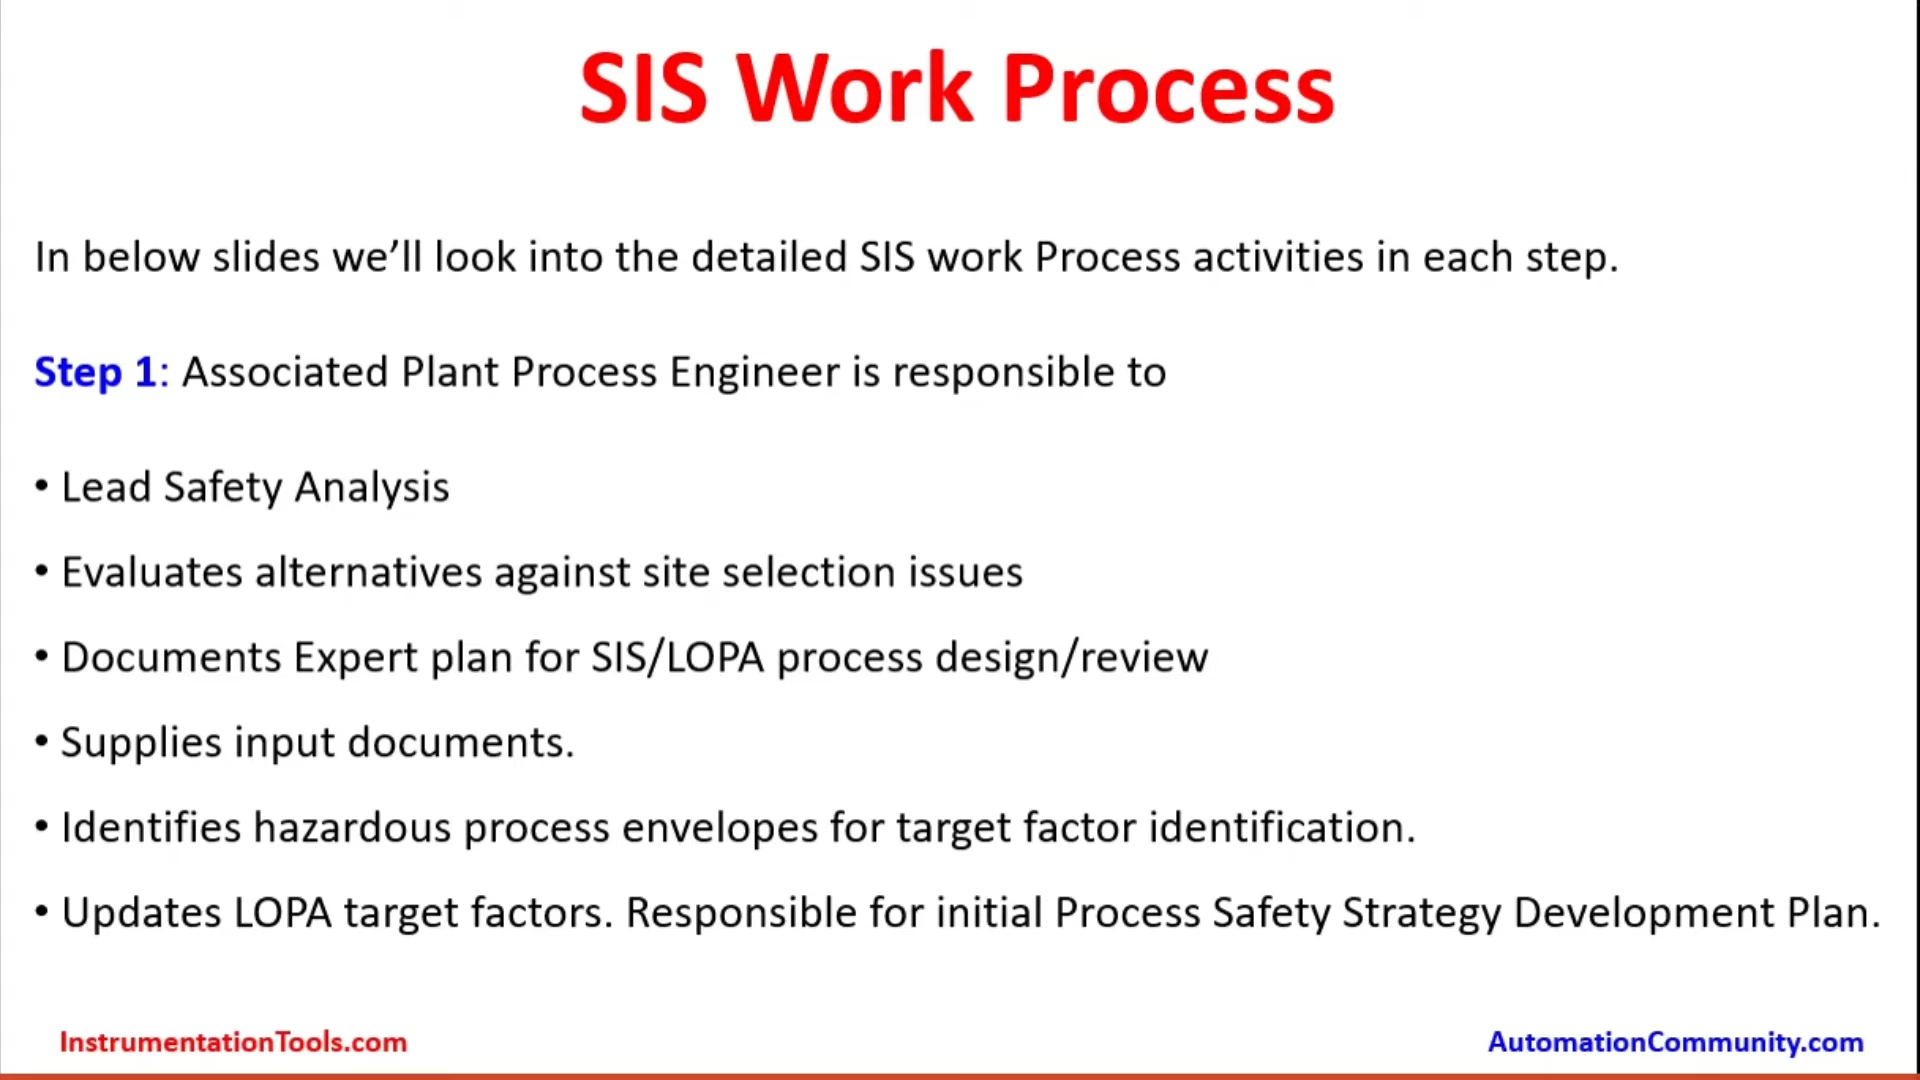 SIS Work Process
In below slides we’ll look into the detailed SIS work Process activities in each step.
Step 1: Associated Plant Process Engineer is responsible to
• Lead Safety Analysis
• Evaluates alternatives against site selection issues
• Documents Expert plan for SIS/LOPA process design/review
• Supplies input documents.
• Identifies hazardous process envelopes for target factor identification.
• Updates LOPA target factors. Responsible for initial Process Safety Strategy Development Plan.
InstrumentationTools.com
AutomationCommunity.com